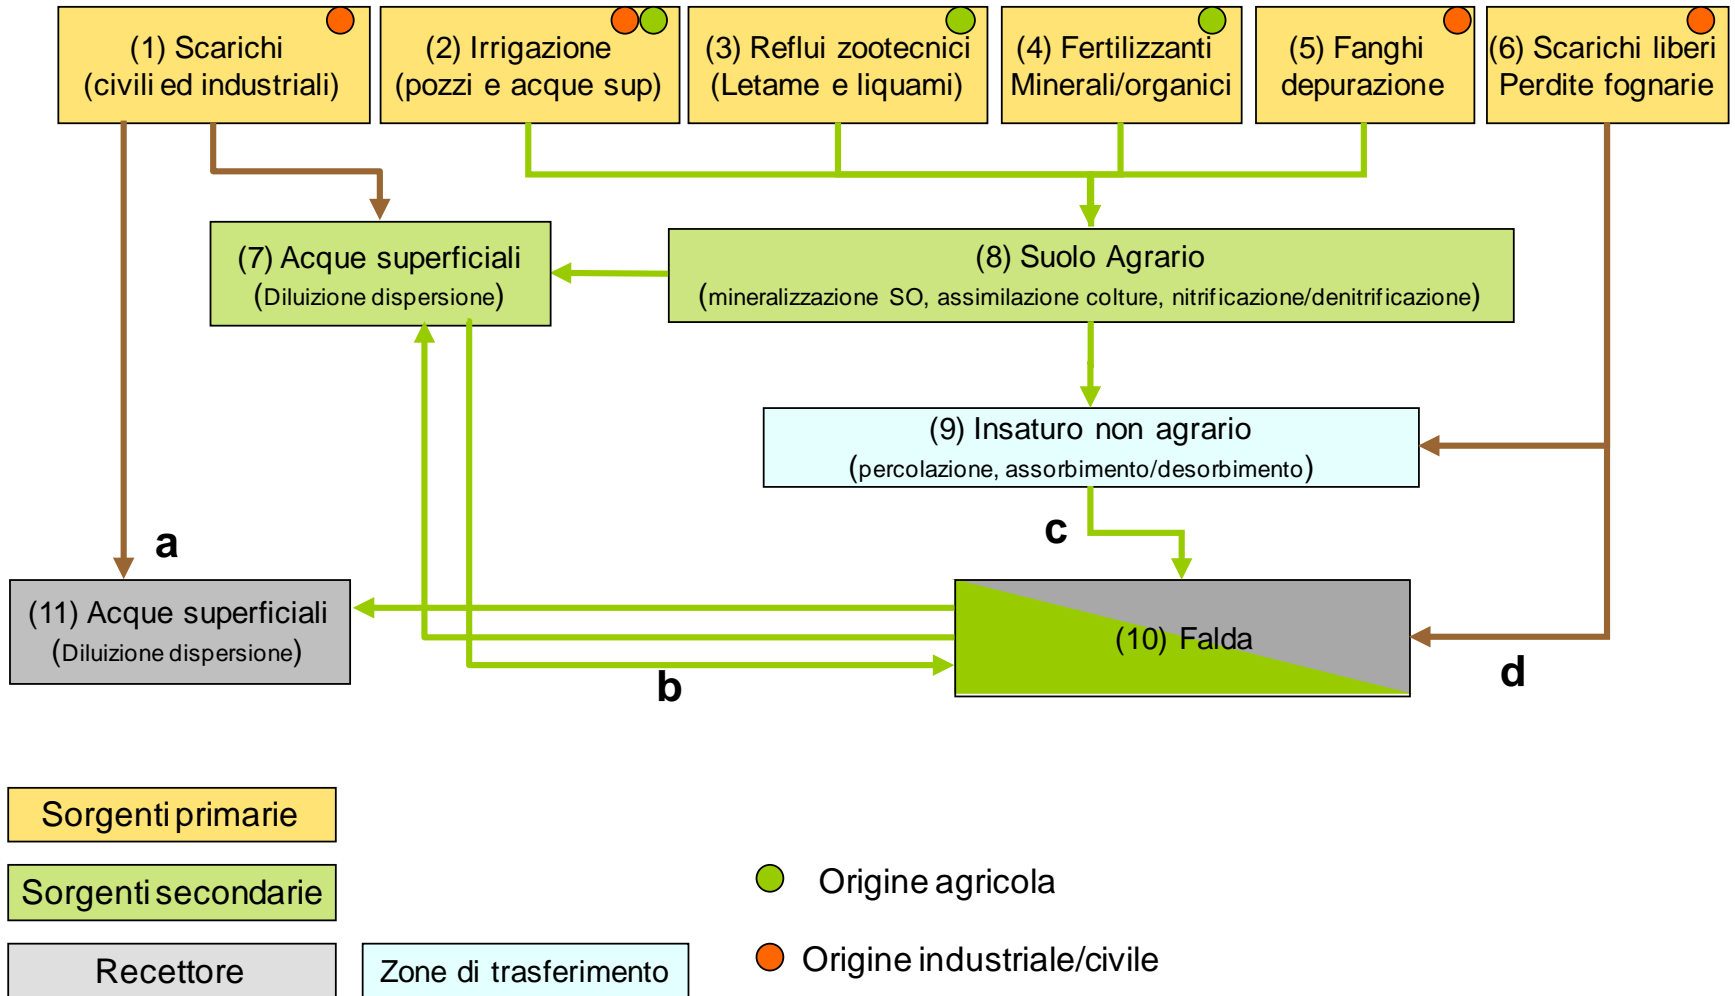 (1) Scarichi
(civili ed industriali)
(2) Irrigazione
(pozzi e acque sup)
(3) Reflui zootecnici
(Letame e liquami)
(4) Fertilizzanti
Minerali/organici
(5) Fanghi
depurazione
(6) Scarichi liberi
Perdite fognarie
(7) Acque superficiali
(Diluizione dispersione)
(8) Suolo Agrario
(mineralizzazione SO, assimilazione colture, nitrificazione/denitrificazione)
(9) Insaturo non agrario
(percolazione, assorbimento/desorbimento)
a
c
(11) Acque superficiali
(Diluizione dispersione)
(10) Falda
b
d
Sorgenti primarie
Sorgenti secondarie
Origine agricola
Recettore
Zone di trasferimento
Origine industriale/civile